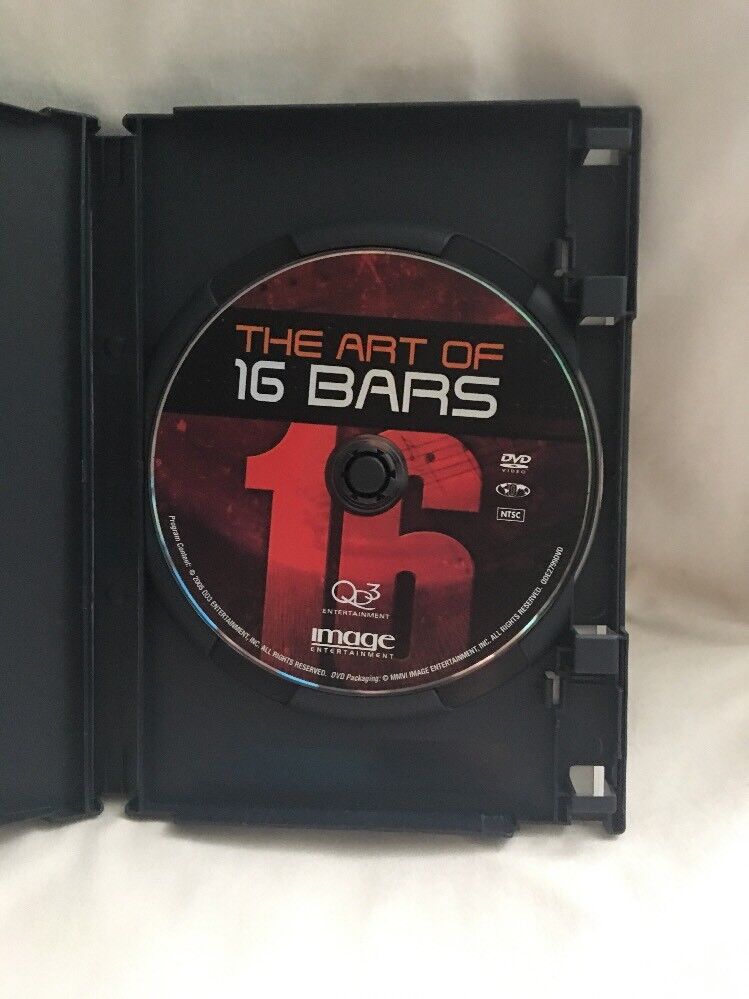 THE ART OF
16 BARS
16
DVD
VIDEO
NTSC
QD3
ENTERTAINMENT
image
ENTERTAINMENT
Program Content: © 2005 QD3 ENTERTAINMENT, INC. ALL RIGHTS RESERVED. DVD Packaging: © MMVI IMAGE ENTERTAINMENT, INC. ALL RIGHTS RESERVED.